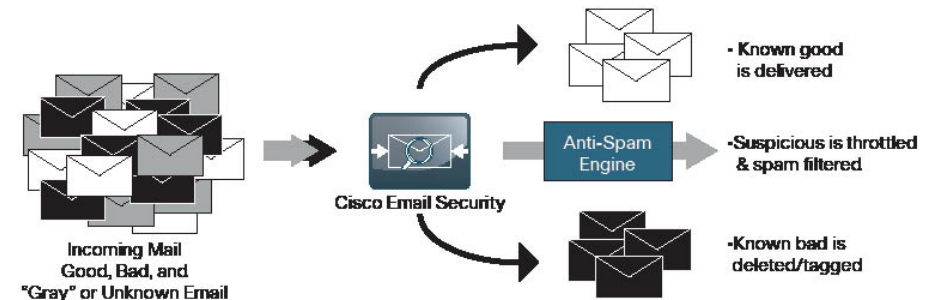 - Known good
is delivered
Anti-Spam
Engine
-Suspicious is throttled
& spam filtered
Cisco Email Security
-Known bad is
deleted/tagged
Incoming Mail
Good, Bad, and
"Gray" or Unknown Email